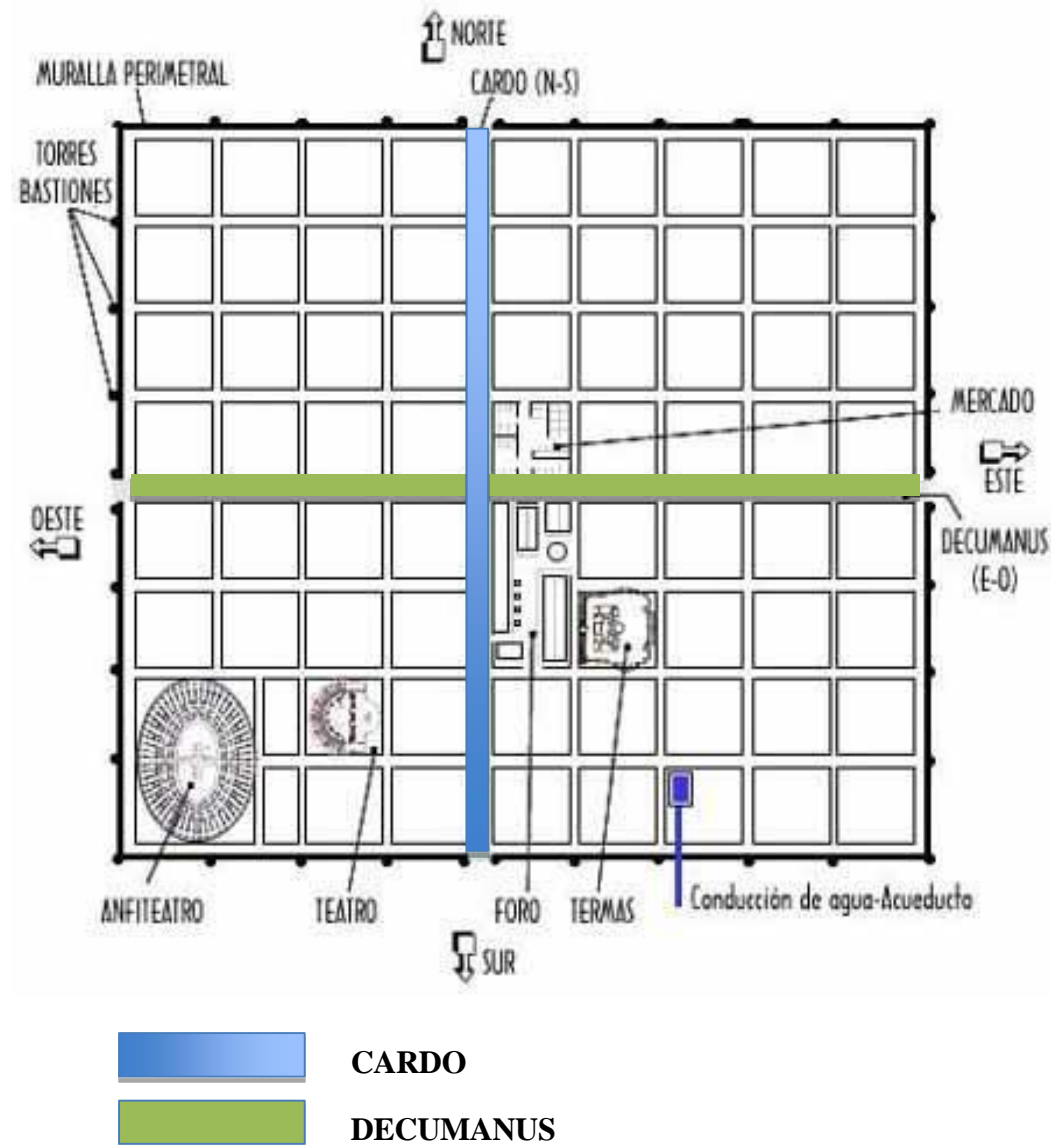 NORTE
MURALLA PERIMETRAL
CARDO (N-S)
TORRES
BASTIONES
MERCADO
ESTE
OESTE
DECUMANUS
(E-O)
ANFITEATRO
TEATRO
FORO
TERMAS
Conducción de agua-Acueducto
SUR
CARDO
DECUMANUS